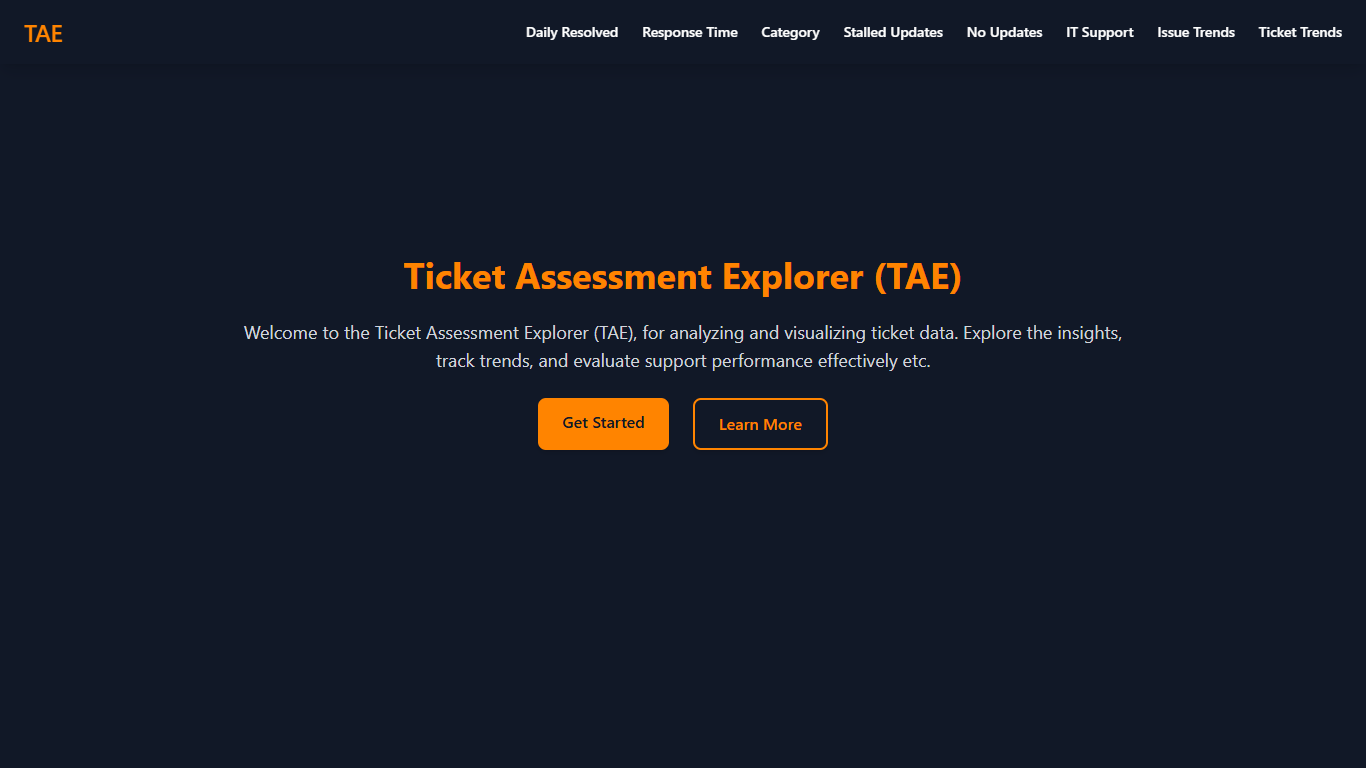 TAE
Daily Resolved Response Time Category Stalled Updates No Updates IT Support Issue Trends Ticket Trends
Ticket Assessment Explorer (TAE)
Welcome to the Ticket Assessment Explorer (TAE), for analyzing and visualizing ticket data. Explore the insights,
track trends, and evaluate support performance effectively etc.
Get Started
Learn More